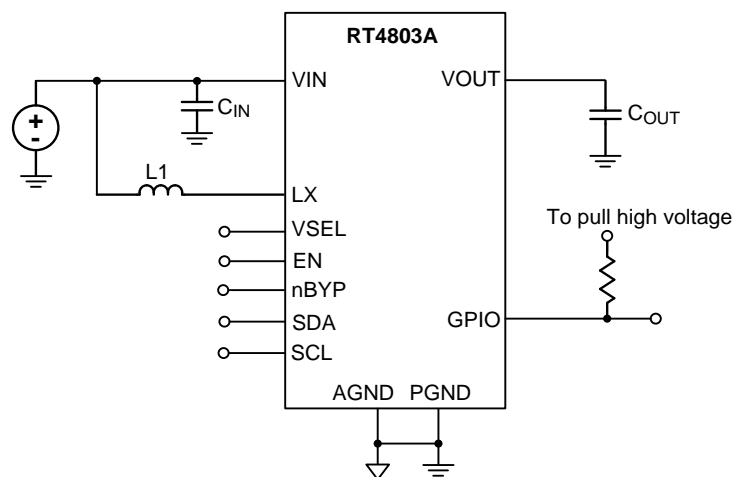 RT4803A
VIN
VOUT
+
-
CIN
COUT
L1
LX
To pull high voltage
VSEL
EN
nBYP
GPIO
SDA
SCL
AGND
PGND